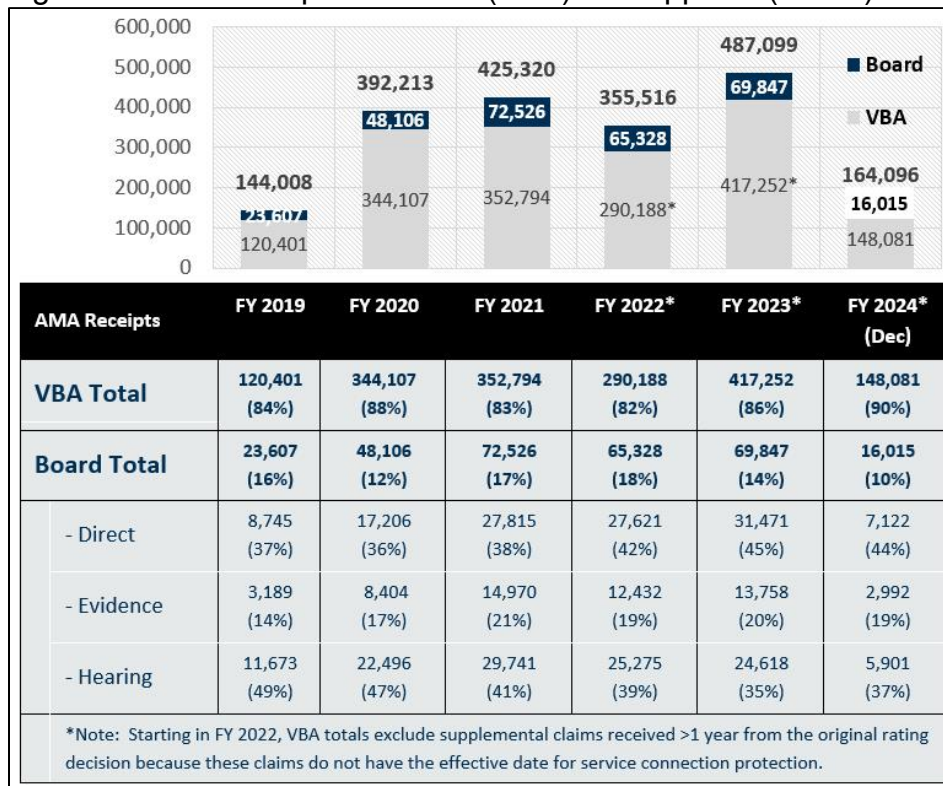 600,000
500,000
400,000
300,000
200,000
100,000
0
144,008
23,607
120,401
392,213
48,106
344,107
425,320
72,526
352,794
355,516
65,328
290,188*
487,099
69,847
417,252*
164,096
16,015
148,081
Board
VBA
AMA Receipts FY 2019 FY 2020 FY 2021 FY 2022* FY 2023* FY 2024*
(Dec)
VBA Total 120,401 344,107 352,794 290,188 417,252 148,081
(84%) (88%) (83%) (82%) (86%) (90%)
Board Total 23,607 48,106 72,526 65,328 69,847 16,015
(16%) (12%) (17%) (18%) (14%) (10%)
- Direct 8,745 17,206 27,815 27,621 31,471 7,122
(37%) (36%) (38%) (42%) (45%) (44%)
- Evidence 3,189 8,404 14,970 12,432 13,758 2,992
(14%) (17%) (21%) (19%) (20%) (19%)
- Hearing 11,673 22,496 29,741 25,275 24,618 5,901
(49%) (47%) (41%) (39%) (35%) (37%)
*Note: Starting in FY 2022, VBA totals exclude supplemental claims received >1 year from the original rating
decision because these claims do not have the effective date for service connection protection.